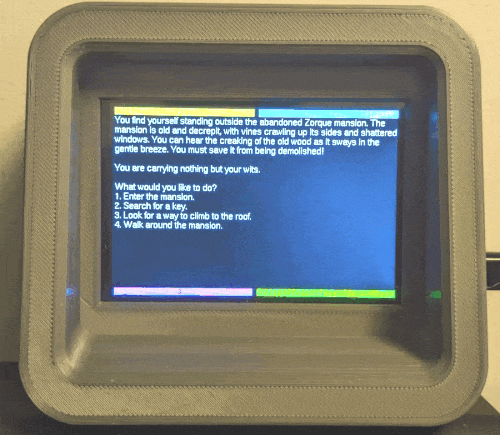 You find yourself standing outside the abandoned Zorque mansion. The
mansion is old and decrepit, with vines crawling up its sides and shattered
windows. You can hear the creaking of the old wood as it sways in the
gentle breeze. You must save it from being demolished!
You are carrying nothing but your wits.
What would you like to do?
1. Enter the mansion.
2. Search for a key.
3. Look for a way to climb to the roof.
4. Walk around the mansion.